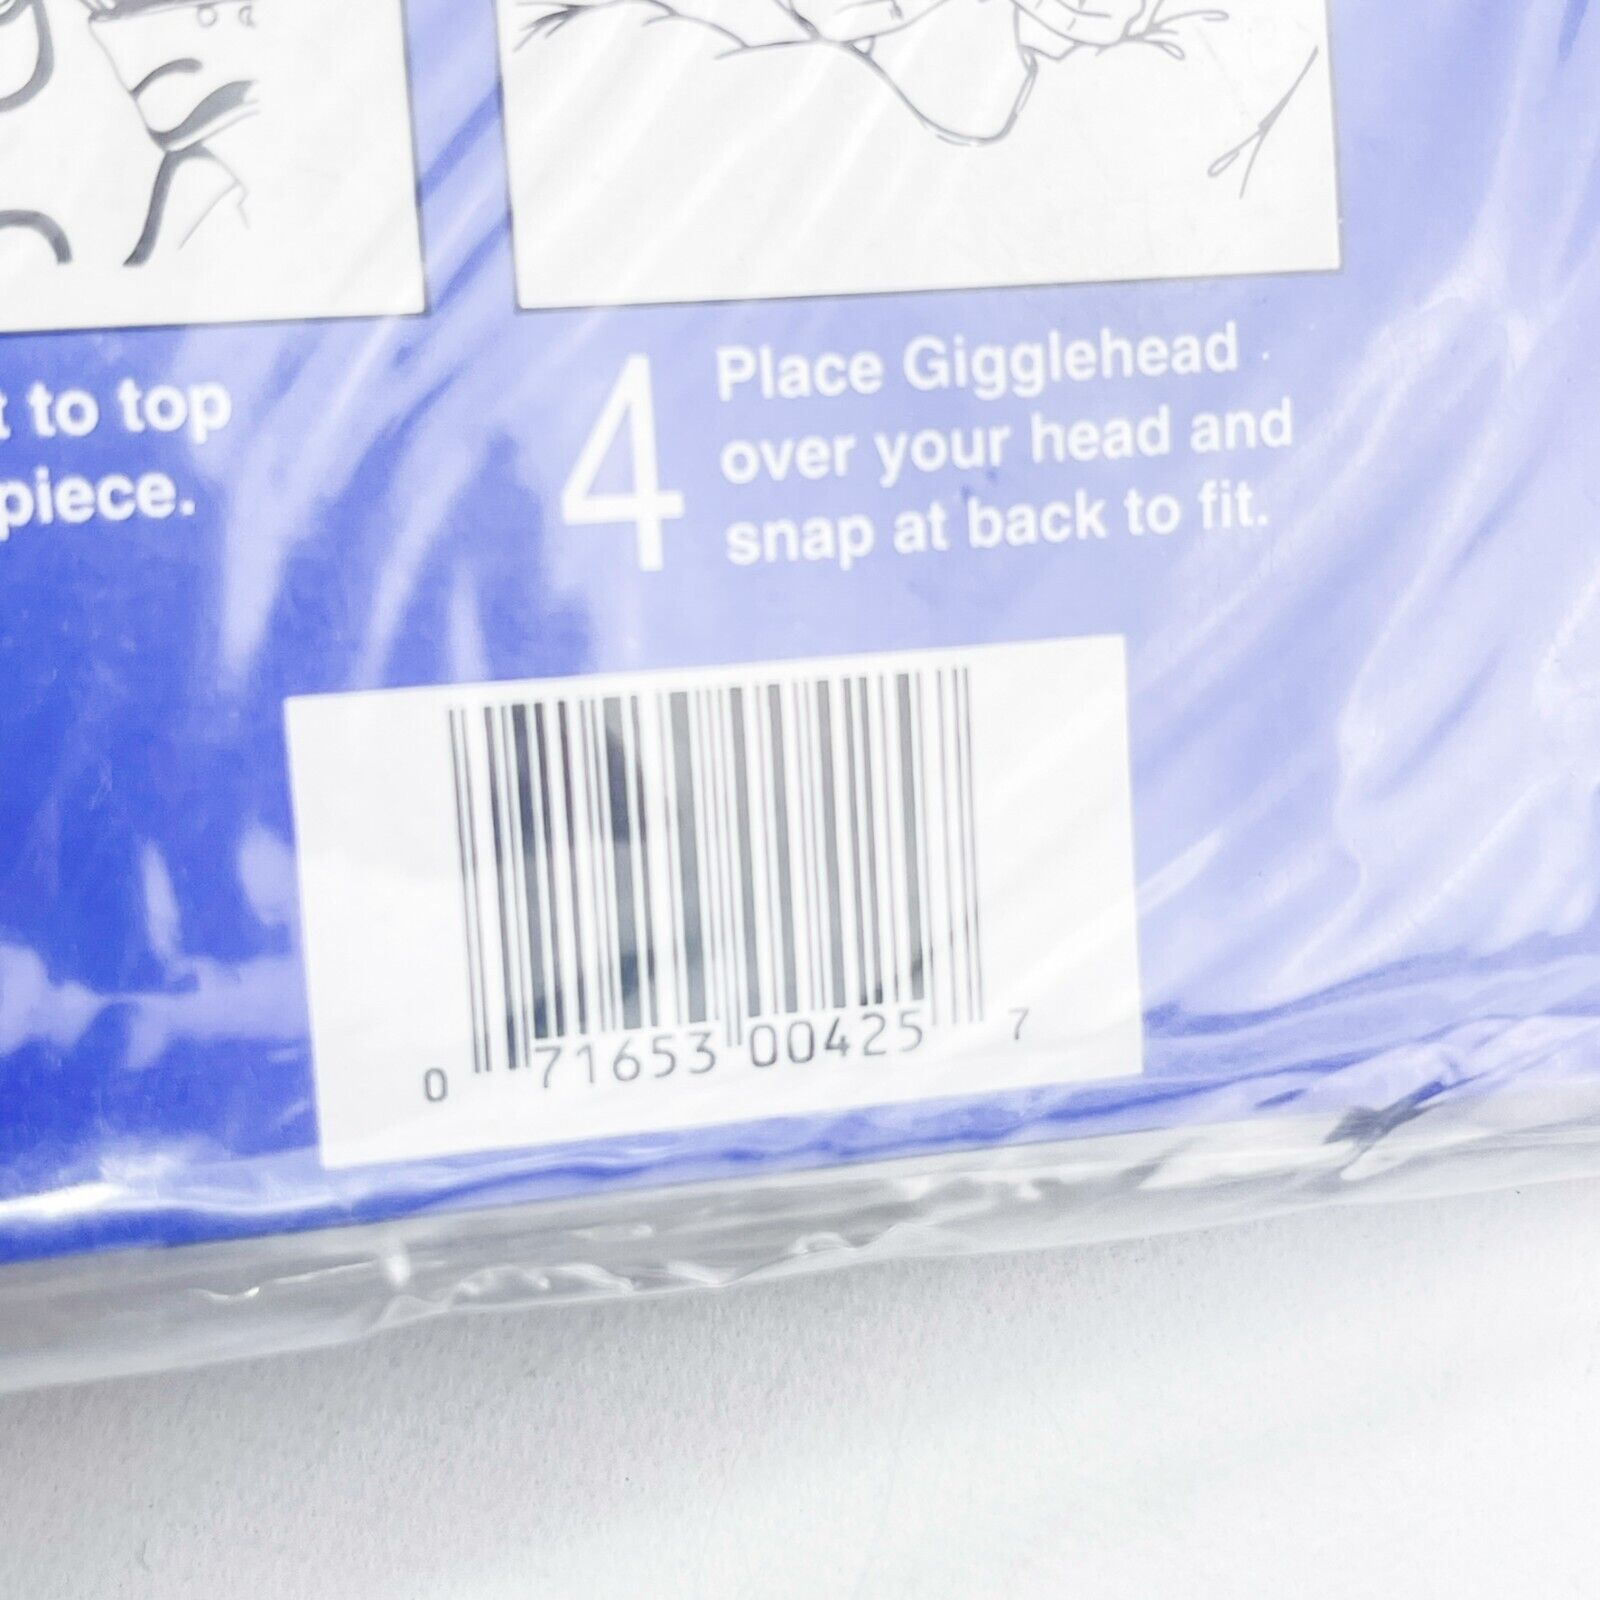 to top
piece.
4
Place Gigglehead
over your head and
snap at back to fit.
0 71653 00425 7